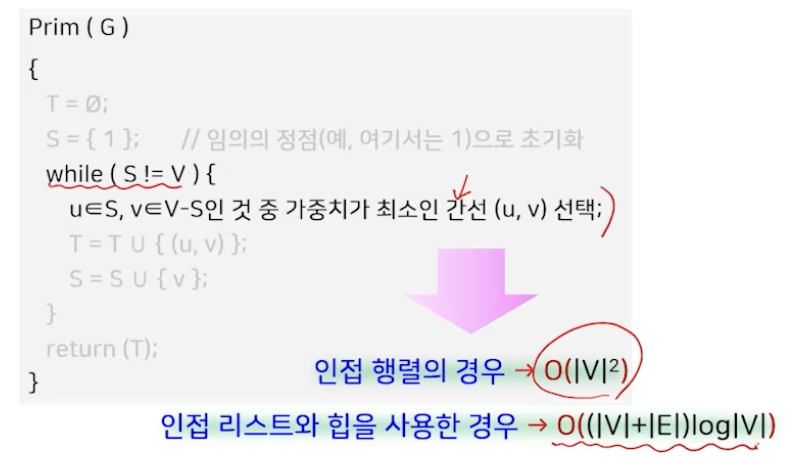 Prim ( G )
{
T = Ø;
S = { 1 }; // 임의의 정점(예, 여기서는 1)으로 초기화
while ( S != V ) {
u∈S, v∈V-S인 것 중 가중치가 최소인 간선 (u, v) 선택;
T = T ∪ { (u, v) };
S = S ∪ { v };
}
return (T);
인접 행렬의 경우 → O(|V|²)
}
인접 리스트와 힙을 사용한 경우 → O((|V|+|E|)log|V|)